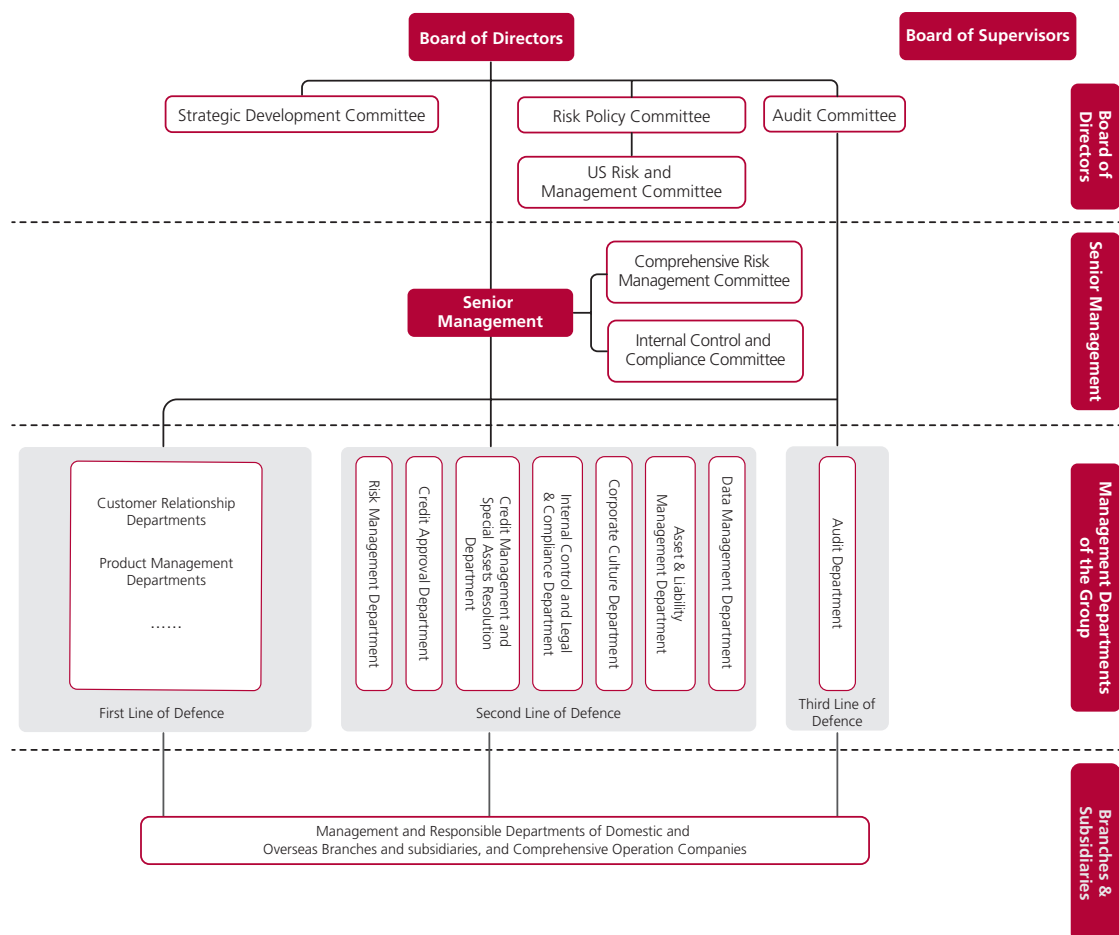 Board of Directors
Board of Supervisors
Strategic Development Committee
Risk Policy Committee
Audit Committee
US Risk and
Management Committee
Board of
Directors
Comprehensive Risk
Management Committee
Senior
Management
Internal Control and
Compliance Committee
Senior Management
Customer Relationship
Departments
Product Management
Departments
……
First Line of Defence
Risk Management Department
Credit Approval Department
Credit Management and
Special Assets Resolution
Department
Internal Control and Legal
& Compliance Department
Corporate Culture Department
Asset & Liability
Management Department
Data Management Department
Second Line of Defence
Audit Department
Third Line of
Defence
Management Departments
of the Group
Management and Responsible Departments of Domestic and
Overseas Branches and subsidiaries, and Comprehensive Operation Companies
Branches &
Subsidiaries